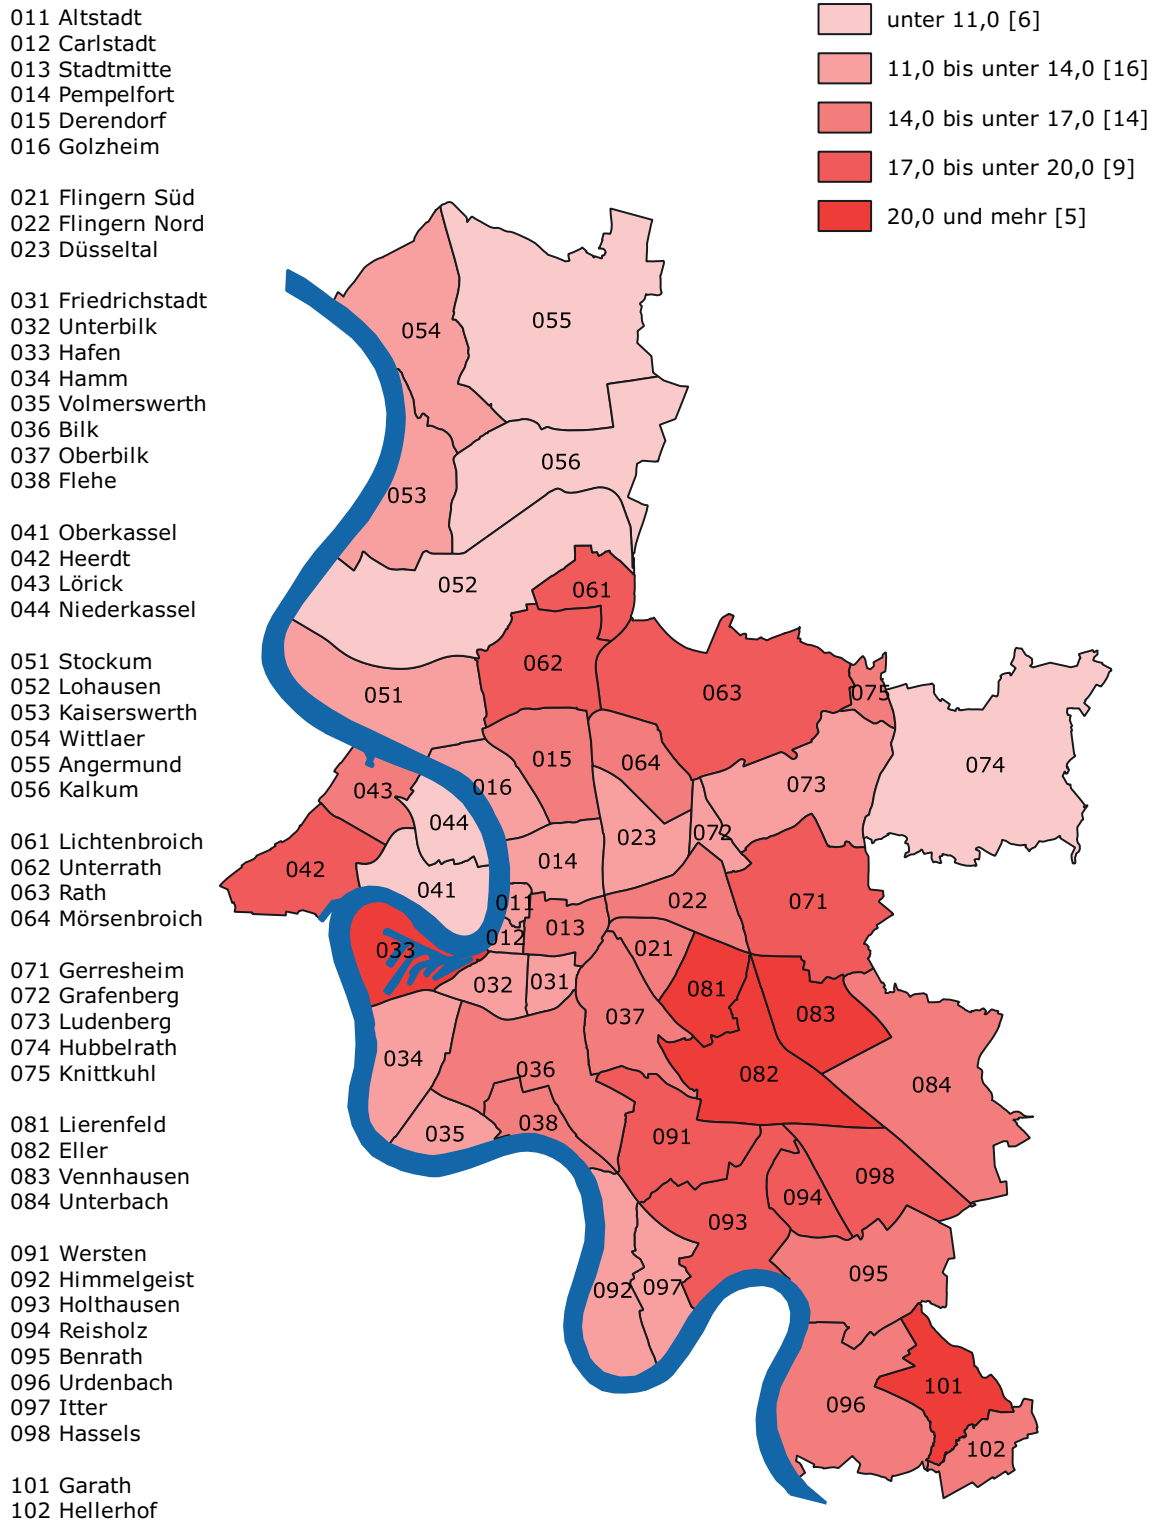 011 Altstadt
012 Carlstadt
013 Stadtmitte
014 Pempelfort
015 Derendorf
016 Golzheim
021 Flingern Süd
022 Flingern Nord
023 Düsseltal
031 Friedrichstadt
032 Unterbilk
033 Hafen
034 Hamm
035 Volmerswerth
036 Bilk
037 Oberbilk
038 Flehe
041 Oberkassel
042 Heerdt
043 Lörick
044 Niederkassel
051 Stockum
052 Lohausen
053 Kaiserswerth
054 Wittlaer
055 Angermund
056 Kalkum
061 Lichtenbroich
062 Unterrath
063 Rath
064 Mörsenbroich
071 Gerresheim
072 Grafenberg
073 Ludenberg
074 Hubbelrath
075 Knittkuhl
081 Lierenfeld
082 Eller
083 Vennhausen
084 Unterbach
091 Wersten
092 Himmelgeist
093 Holthausen
094 Reisholz
095 Benrath
096 Urdenbach
097 Itter
098 Hassels
101 Garath
102 Hellerhof
unter 11,0 [6]
11,0 bis unter 14,0 [16]
14,0 bis unter 17,0 [14]
17,0 bis unter 20,0 [9]
20,0 und mehr [5]
055
054
056
053
052
061
062
063
075
051
015
064
074
073
043
016
044
023
072
014
042
041
011
022
071
013
012
033
021
032
031
081
037
083
034
036
082
084
038
035
091
098
094
093
095
092
097
101
096
102